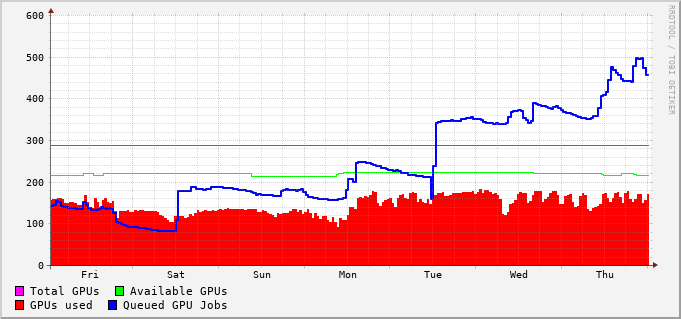 600
500
400
300
200
100
0
Fri Sat Sun Mon Tue Wed Thu
Total GPUs Available GPUs
GPUs used Queued GPU Jobs
RRDTOOL / TOBI OETIKER